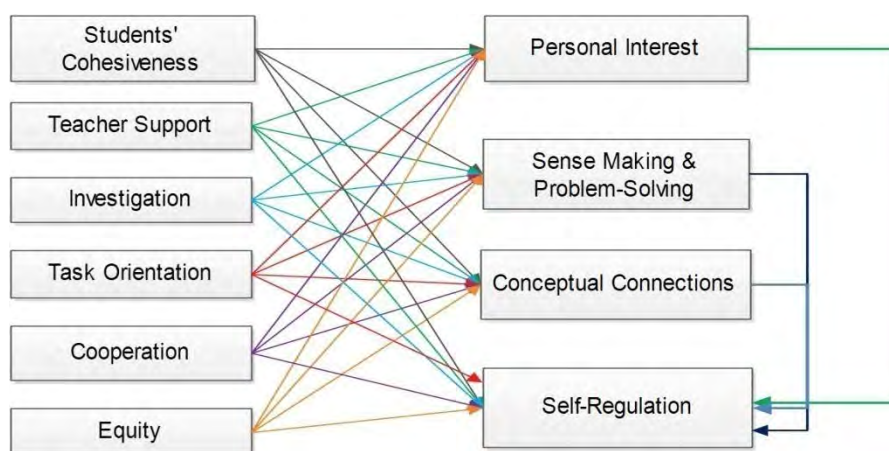 Students'
Cohesiveness
Teacher Support
Investigation
Task Orientation
Cooperation
Equity
Personal Interest
Sense Making &
Problem-Solving
Conceptual Connections
Self-Regulation